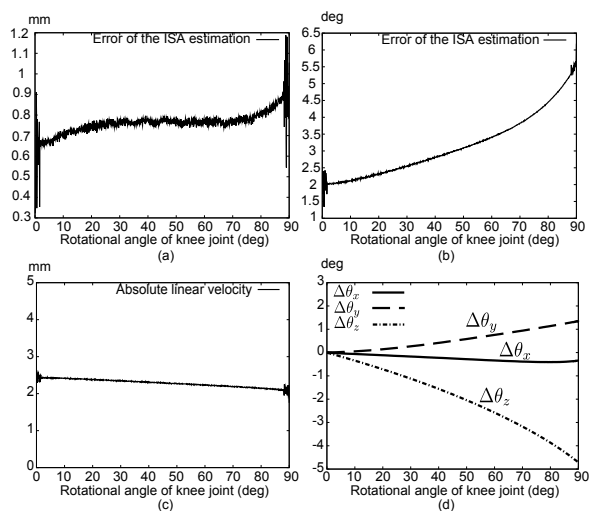 mm
Error of the ISA estimation
1.2
1.1
1
0.9
0.8
0.7
0.6
0.5
0.4
0.3
0 10 20 30 40 50 60 70 80 90
Rotational angle of knee joint (deg)
(a)
deg
Error of the ISA estimation
6.5
6
5.5
5
4.5
4
3.5
3
2.5
2
1.5
1
0 10 20 30 40 50 60 70 80 90
Rotational angle of knee joint (deg)
(b)
mm
Absolute linear velocity
5
4
3
2
1
0
0 10 20 30 40 50 60 70 80 90
Rotational angle of knee joint (deg)
(c)
deg
3
2
1
0
-1
-2
-3
-4
-5
Δθx
Δθy
Δθz
Δθy
Δθx
Δθz
0 10 20 30 40 50 60 70 80 90
Rotational angle of knee joint (deg)
(d)